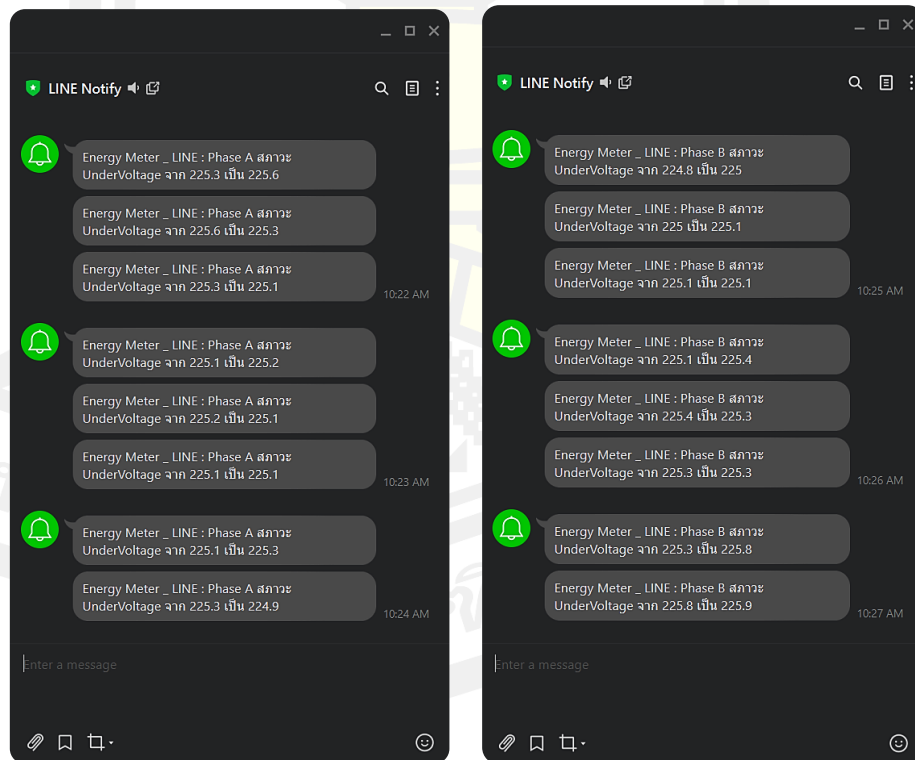 LINE Notify
Energy Meter _ LINE : Phase A สภาวะ
UnderVoltage จาก 225.3 เป็น 225.6
Energy Meter _ LINE : Phase A สภาวะ
UnderVoltage จาก 225.6 เป็น 225.3
Energy Meter _ LINE : Phase A สภาวะ
UnderVoltage จาก 225.3 เป็น 225.1
10:22 AM
Energy Meter _ LINE : Phase A สภาวะ
UnderVoltage จาก 225.1 เป็น 225.2
Energy Meter _ LINE : Phase A สภาวะ
UnderVoltage จาก 225.2 เป็น 225.1
Energy Meter _ LINE : Phase A สภาวะ
UnderVoltage จาก 225.1 เป็น 225.1
10:23 AM
Energy Meter _ LINE : Phase A สภาวะ
UnderVoltage จาก 225.1 เป็น 225.3
Energy Meter _ LINE : Phase A สภาวะ
UnderVoltage จาก 225.3 เป็น 224.9
10:24 AM
Enter a message
LINE Notify
Energy Meter _ LINE : Phase B สภาวะ
UnderVoltage จาก 224.8 เป็น 225
Energy Meter _ LINE : Phase B สภาวะ
UnderVoltage จาก 225 เป็น 225.1
Energy Meter _ LINE : Phase B สภาวะ
UnderVoltage จาก 225.1 เป็น 225.1
10:25 AM
Energy Meter _ LINE : Phase B สภาวะ
UnderVoltage จาก 225.1 เป็น 225.4
Energy Meter _ LINE : Phase B สภาวะ
UnderVoltage จาก 225.4 เป็น 225.3
Energy Meter _ LINE : Phase B สภาวะ
UnderVoltage จาก 225.3 เป็น 225.3
10:26 AM
Energy Meter _ LINE : Phase B สภาวะ
UnderVoltage จาก 225.3 เป็น 225.8
Energy Meter _ LINE : Phase B สภาวะ
UnderVoltage จาก 225.8 เป็น 225.9
10:27 AM
Enter a message